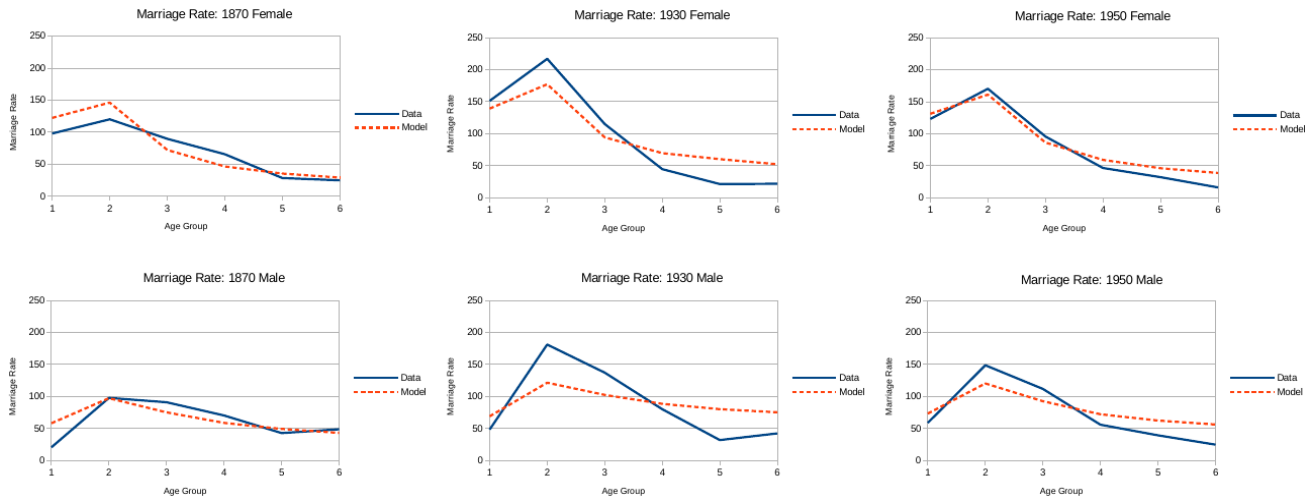 Marriage Rate: 1870 Female
250
200
150
100
50
0
Marriage Rate
1 2 3 4 5 6
Age Group
Data
Model
Marriage Rate: 1930 Female
250
200
150
100
50
0
Marriage Rate
1 2 3 4 5 6
Age Group
Data
Model
Marriage Rate: 1950 Female
250
200
150
100
50
0
Marriage Rate
1 2 3 4 5 6
Age Group
Data
Model
Marriage Rate: 1870 Male
250
200
150
100
50
0
Marriage Rate
1 2 3 4 5 6
Age Group
Data
Model
Marriage Rate: 1930 Male
250
200
150
100
50
0
Marriage Rate
1 2 3 4 5 6
Age Group
Data
Model
Marriage Rate: 1950 Male
250
200
150
100
50
0
Marriage Rate
1 2 3 4 5 6
Age Group
Data
Model